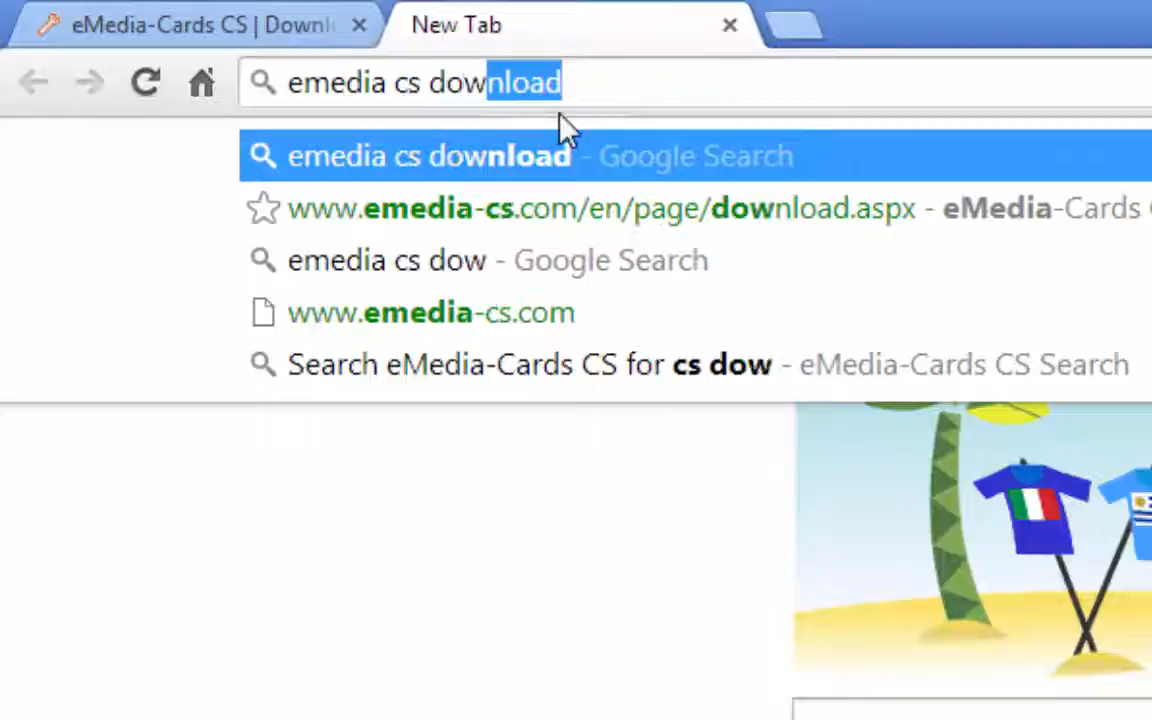 eMedia-Cards CS | Downl
New Tab
emedia cs download
emedia cs download - Google Search
www.emedia-cs.com/en/page/download.aspx - eMedia-Cards
emedia cs dow - Google Search
www.emedia-cs.com
Search eMedia-Cards CS for cs dow - eMedia-Cards CS Search